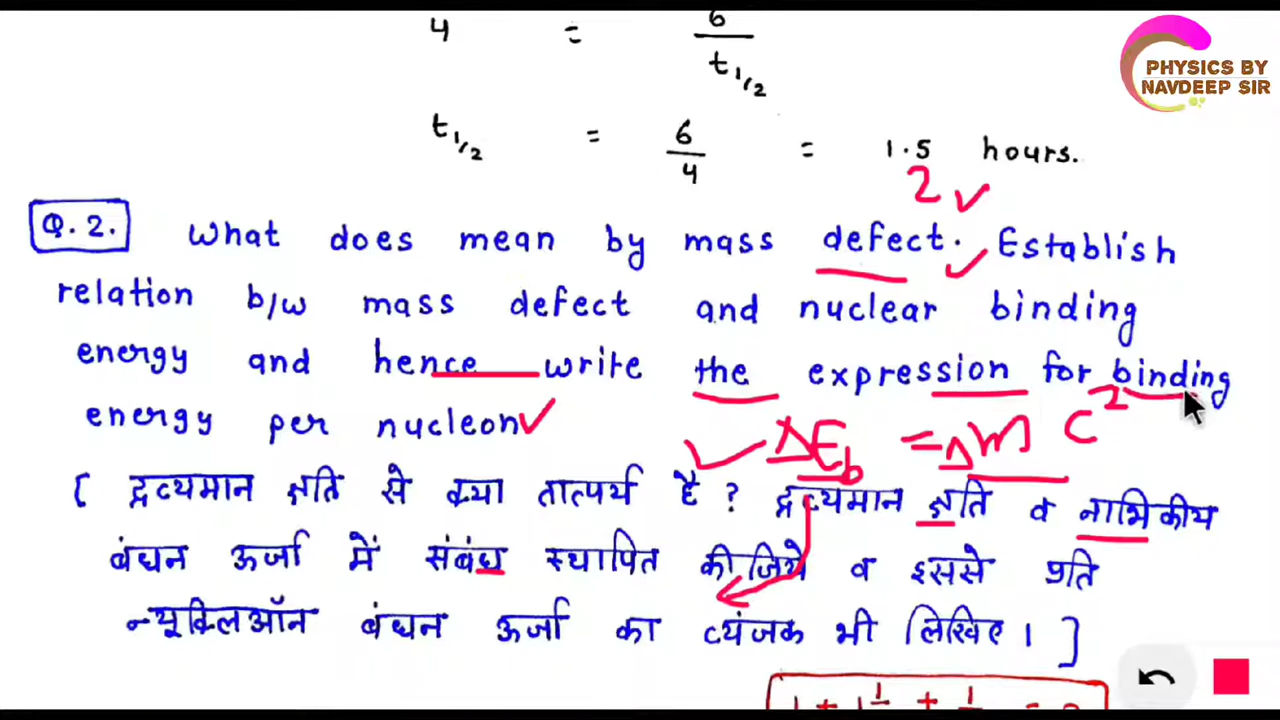 4 = 6 / t1/2
PHYSICS BY
NAVDEEP SIR
t1/2 = 6/4 = 1.5 hours.
2
Q.2. What does mean by mass defect. Establish
relation b/w mass defect and nuclear binding
energy and hence write the expression for binding
energy per nucleon
ΔEb = Δm C²
[ द्रव्यमान क्षति से क्या तात्पर्य है ? द्रव्यमान क्षति व नाभिकीय
बंधन ऊर्जा में संबंध स्थापित कीजिये व इससे प्रति
न्यूक्लिऑन बंधन ऊर्जा का व्यंजक भी लिखिए । ]